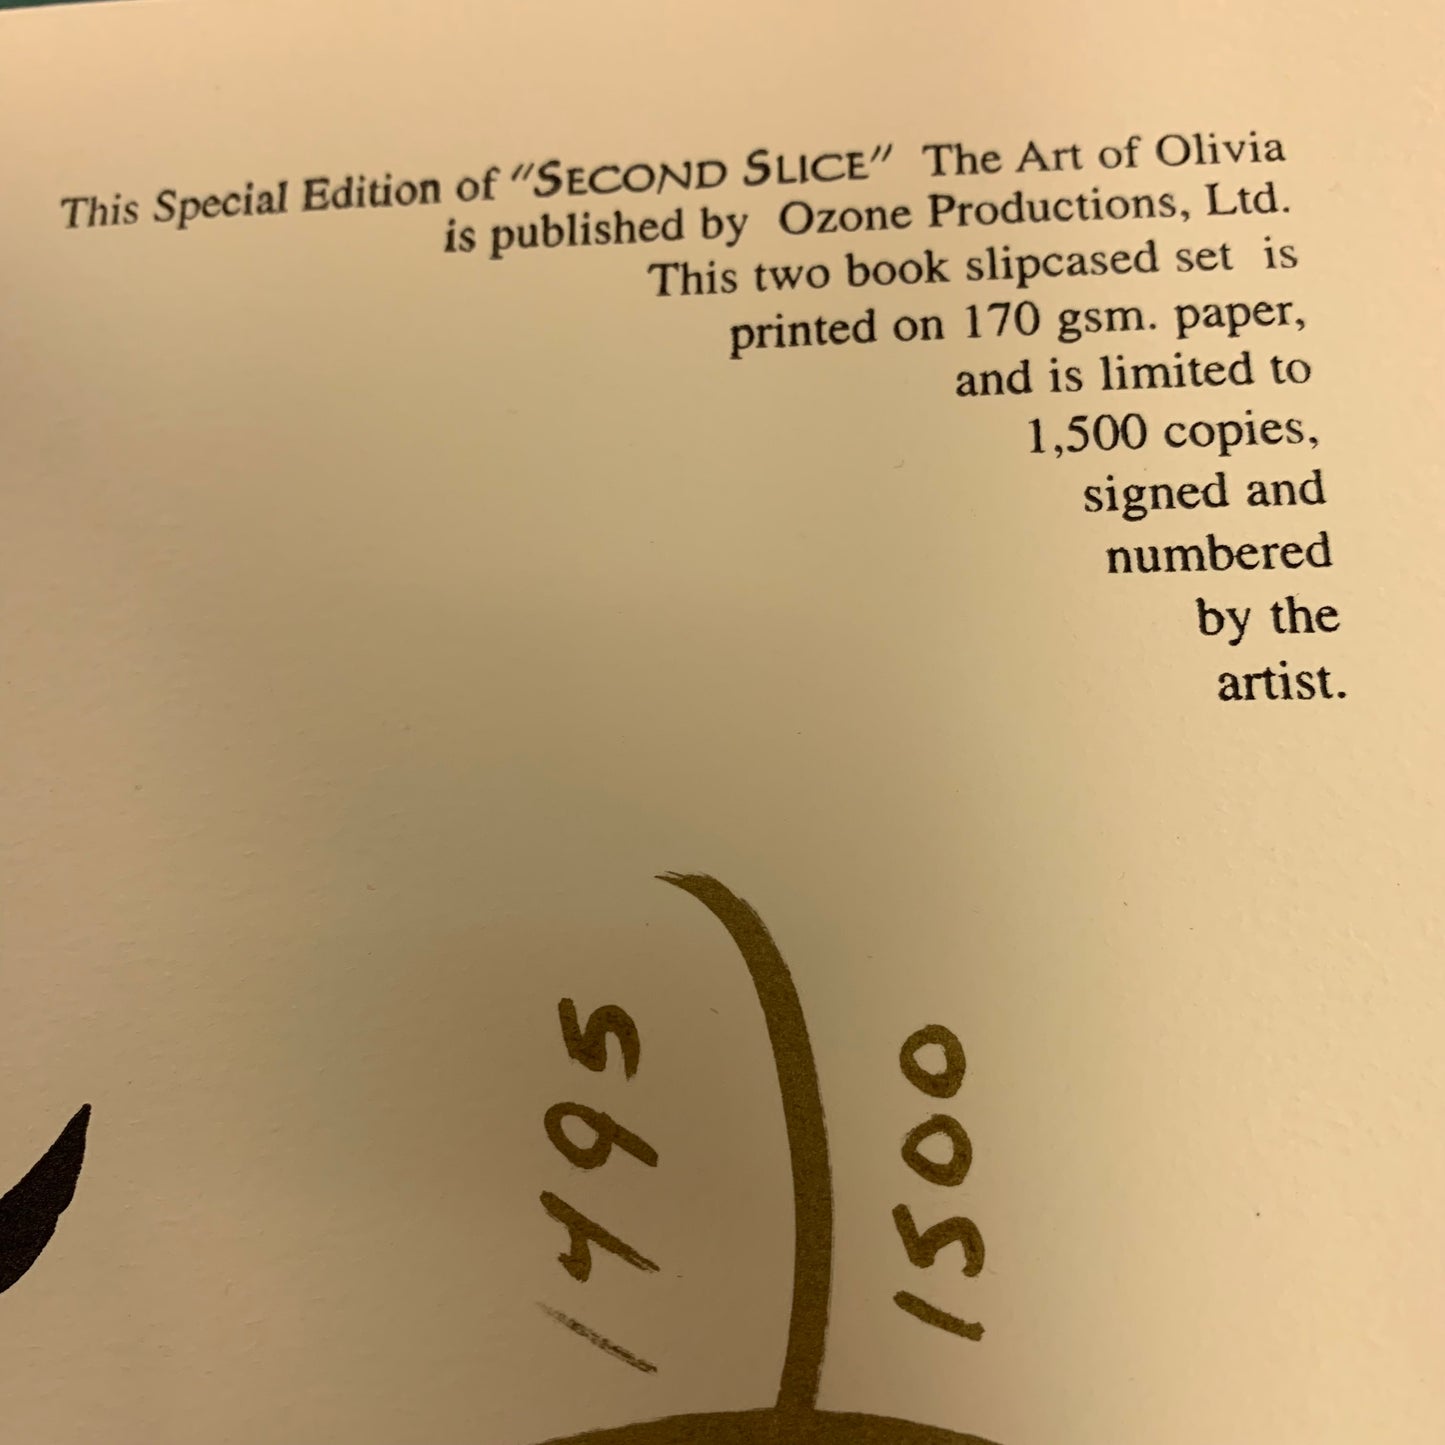 This Special Edition of "SECOND SLICE" The Art of Olivia
is published by Ozone Productions, Ltd.
This two book slipcased set is
printed on 170 gsm. paper,
and is limited to
1,500 copies,
signed and
numbered
by the
artist.
1495
1500